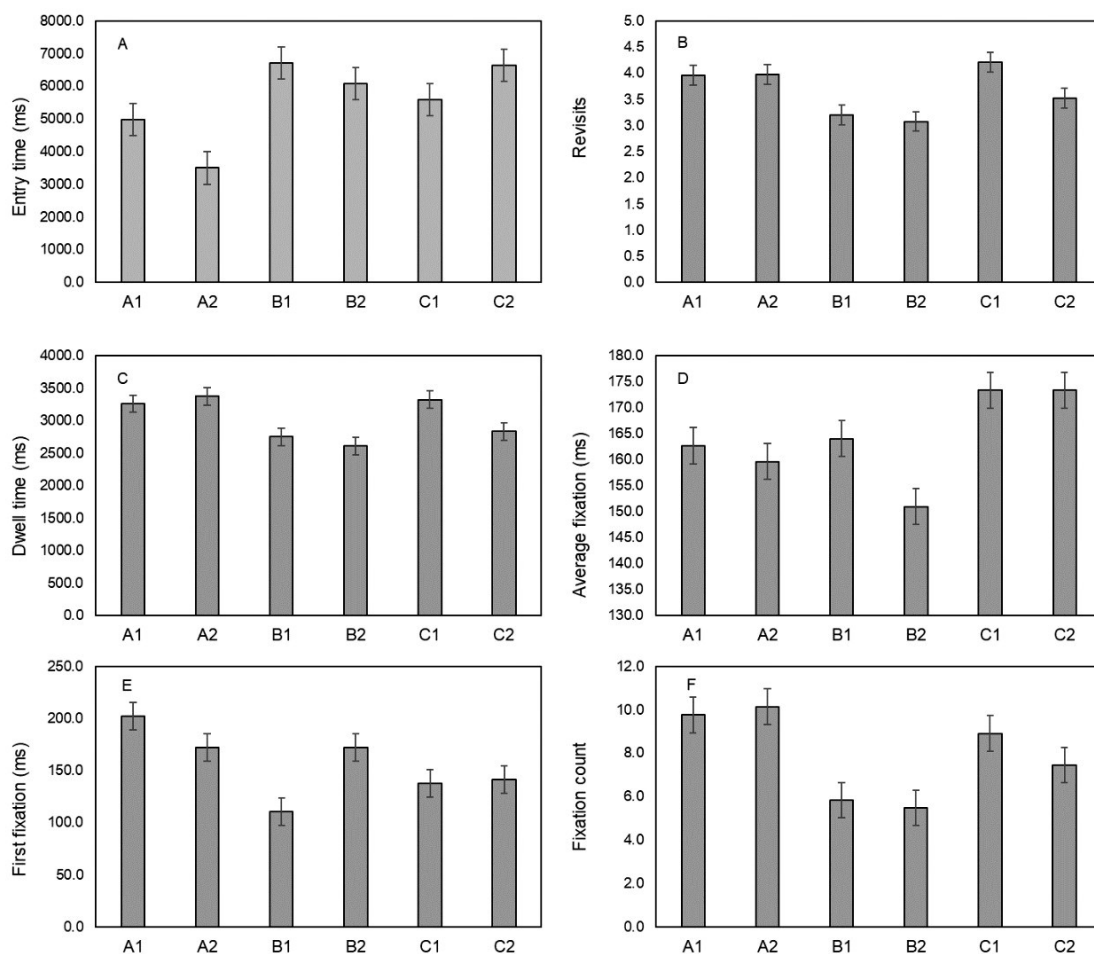 A
Entry time (ms)
8000.0
7000.0
6000.0
5000.0
4000.0
3000.0
2000.0
1000.0
0.0
A1 A2 B1 B2 C1 C2
B
Revisits
5.0
4.5
4.0
3.5
3.0
2.5
2.0
1.5
1.0
0.5
0.0
A1 A2 B1 B2 C1 C2
C
Dwell time (ms)
4000.0
3500.0
3000.0
2500.0
2000.0
1500.0
1000.0
500.0
0.0
A1 A2 B1 B2 C1 C2
D
Average fixation (ms)
180.0
175.0
170.0
165.0
160.0
155.0
150.0
145.0
140.0
135.0
130.0
A1 A2 B1 B2 C1 C2
E
First fixation (ms)
250.0
200.0
150.0
100.0
50.0
0.0
A1 A2 B1 B2 C1 C2
F
Fixation count
12.0
10.0
8.0
6.0
4.0
2.0
0.0
A1 A2 B1 B2 C1 C2